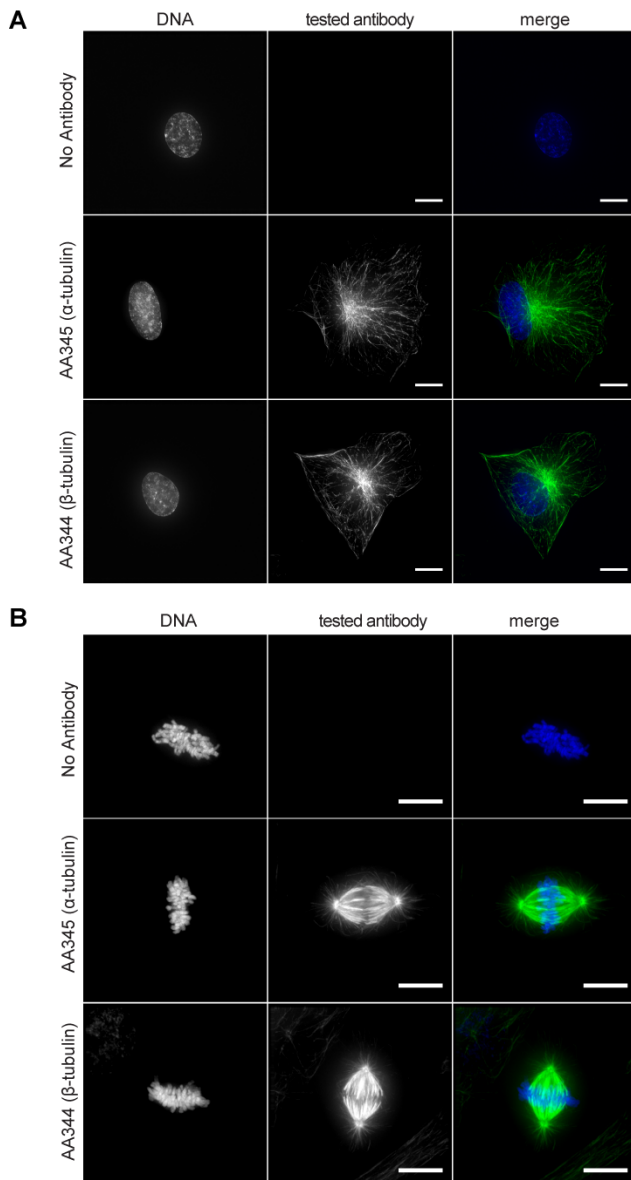 A
DNA
tested antibody
merge
No Antibody
AA345 (α-tubulin)
AA344 (β-tubulin)
B
DNA
tested antibody
merge
No Antibody
AA345 (α-tubulin)
AA344 (β-tubulin)